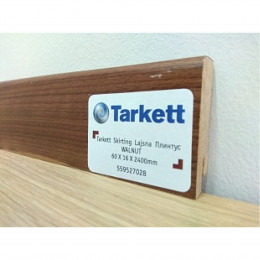 Tarkett
Tarkett Skirting Lajsna Плинтус
WALNUT
60 X 16 X 2400mm
559527028